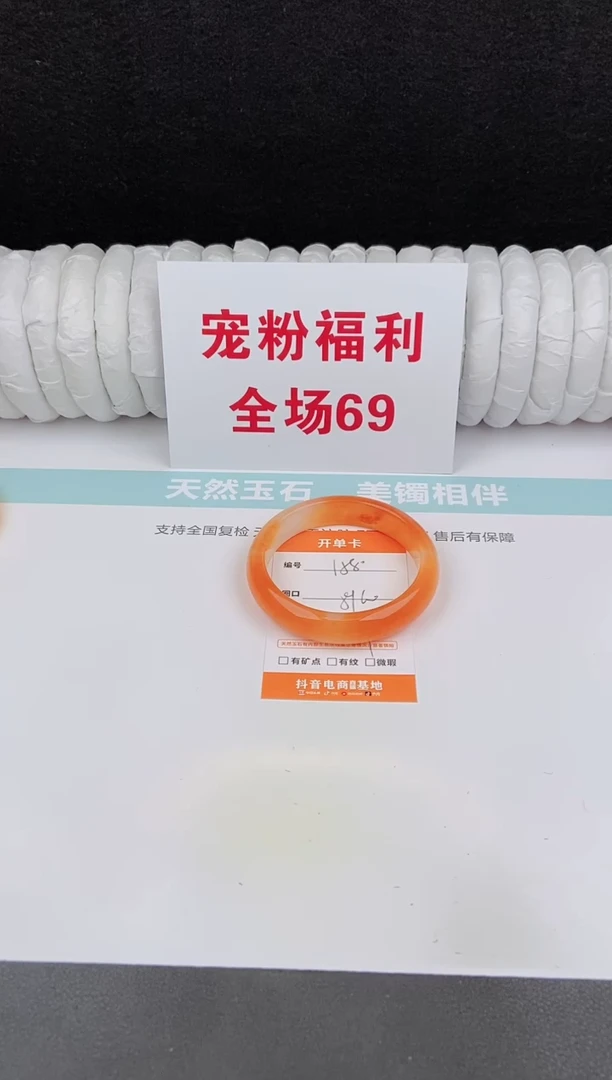 宠粉福利
全场69
天然玉石 美镯相伴
支持全国复检
售后有保障
开单卡
编号 188
圈口
有矿点 有纹 微瑕
抖音电商 基地